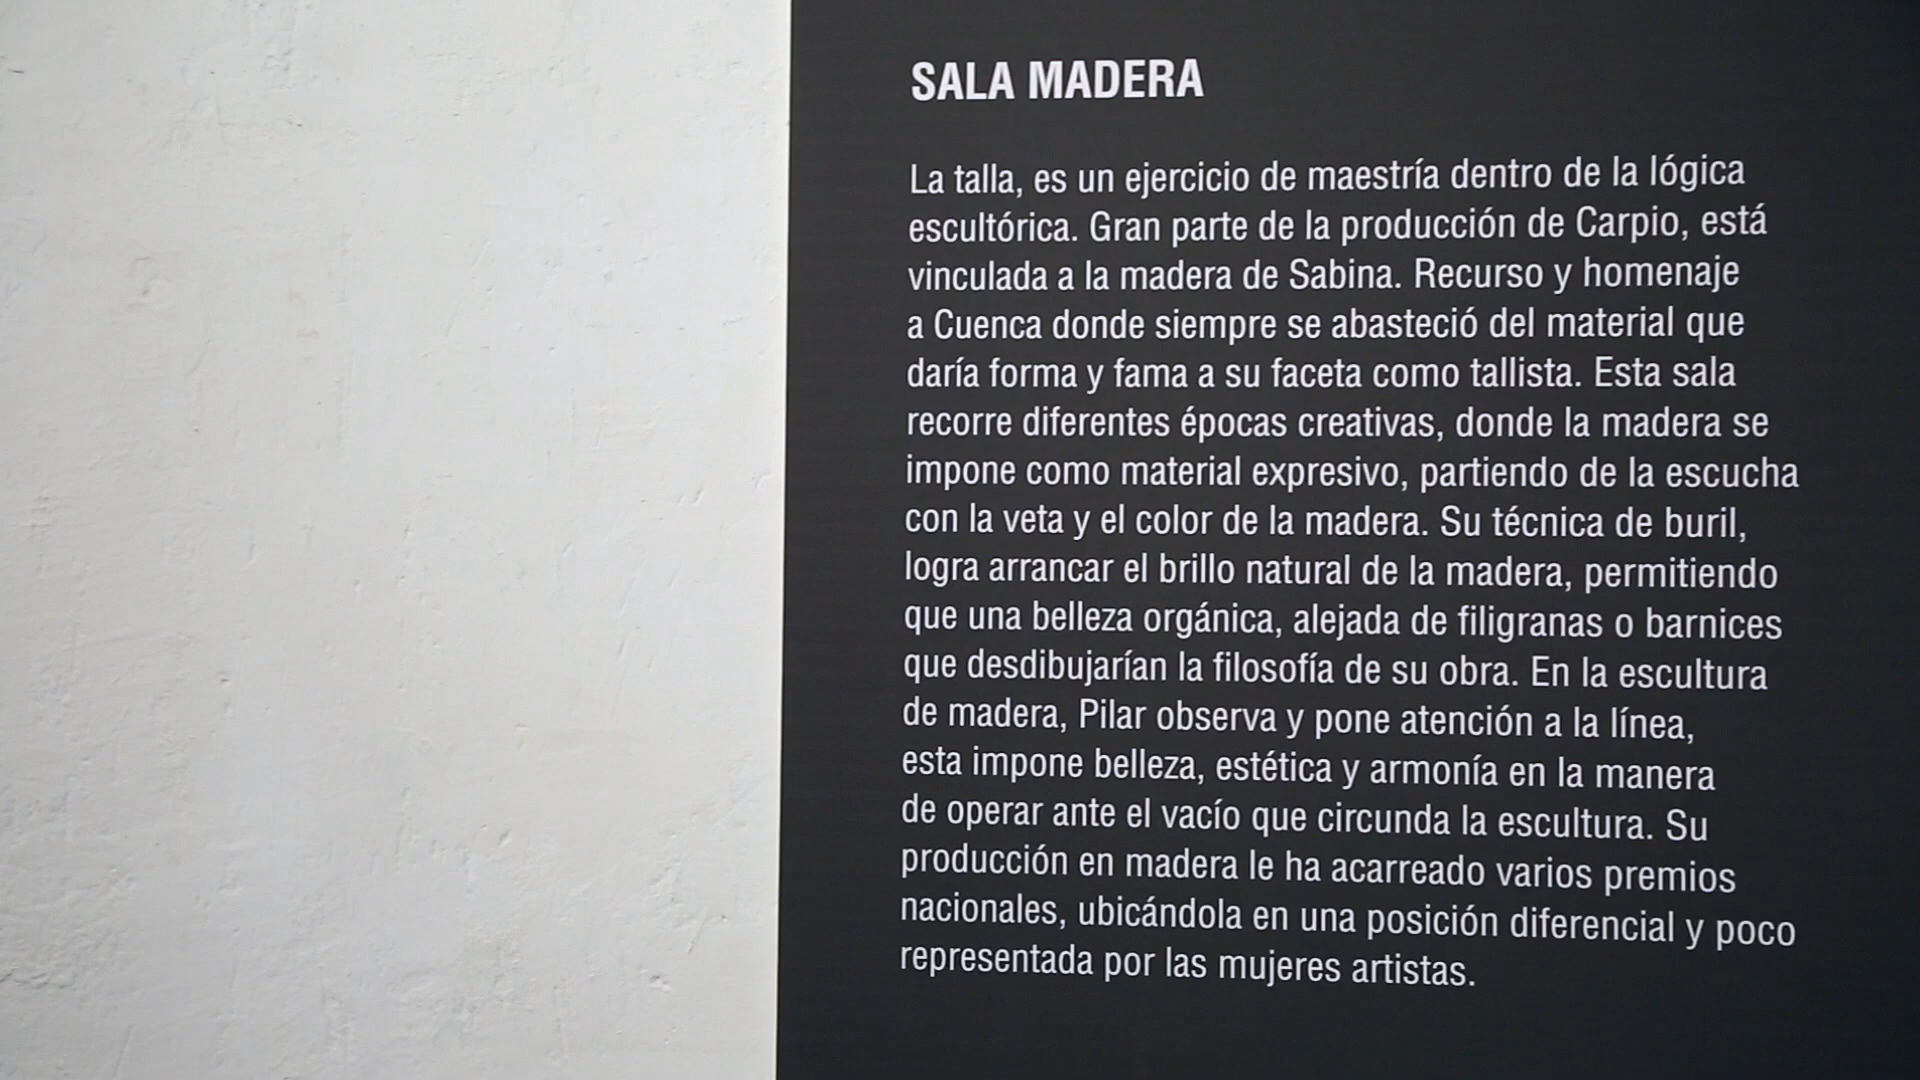 SALA MADERA
La talla, es un ejercicio de maestría dentro de la lógica
escultórica. Gran parte de la producción de Carpio, está
vinculada a la madera de Sabina. Recurso y homenaje
a Cuenca donde siempre se abasteció del material que
daría forma y fama a su faceta como tallista. Esta sala
recorre diferentes épocas creativas, donde la madera se
impone como material expresivo, partiendo de la escucha
con la veta y el color de la madera. Su técnica de buril,
logra arrancar el brillo natural de la madera, permitiendo
que una belleza orgánica, alejada de filigranas o barnices
que desdibujarían la filosofía de su obra. En la escultura
de madera, Pilar observa y pone atención a la línea,
esta impone belleza, estética y armonía en la manera
de operar ante el vacío que circunda la escultura. Su
producción en madera le ha acarreado varios premios
nacionales, ubicándola en una posición diferencial y poco
representada por las mujeres artistas.